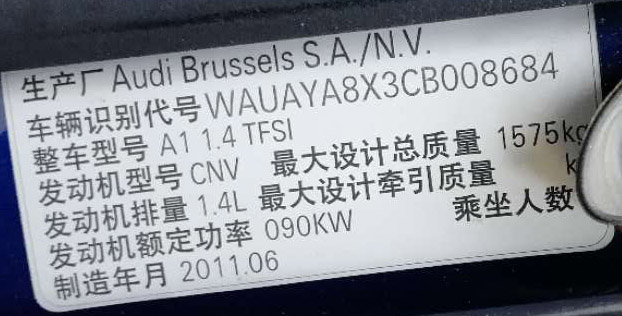 生产厂 Audi Brussels S.A./N.V.
车辆识别代号 WAUAYA8X3CB008684
整车型号 A1 1.4 TFSI
发动机型号 CNV 最大设计总质量 1575kg
发动机排量 1.4L 最大设计牵引质量 k
发动机额定功率 090KW 乘坐人数
制造年月 2011.06